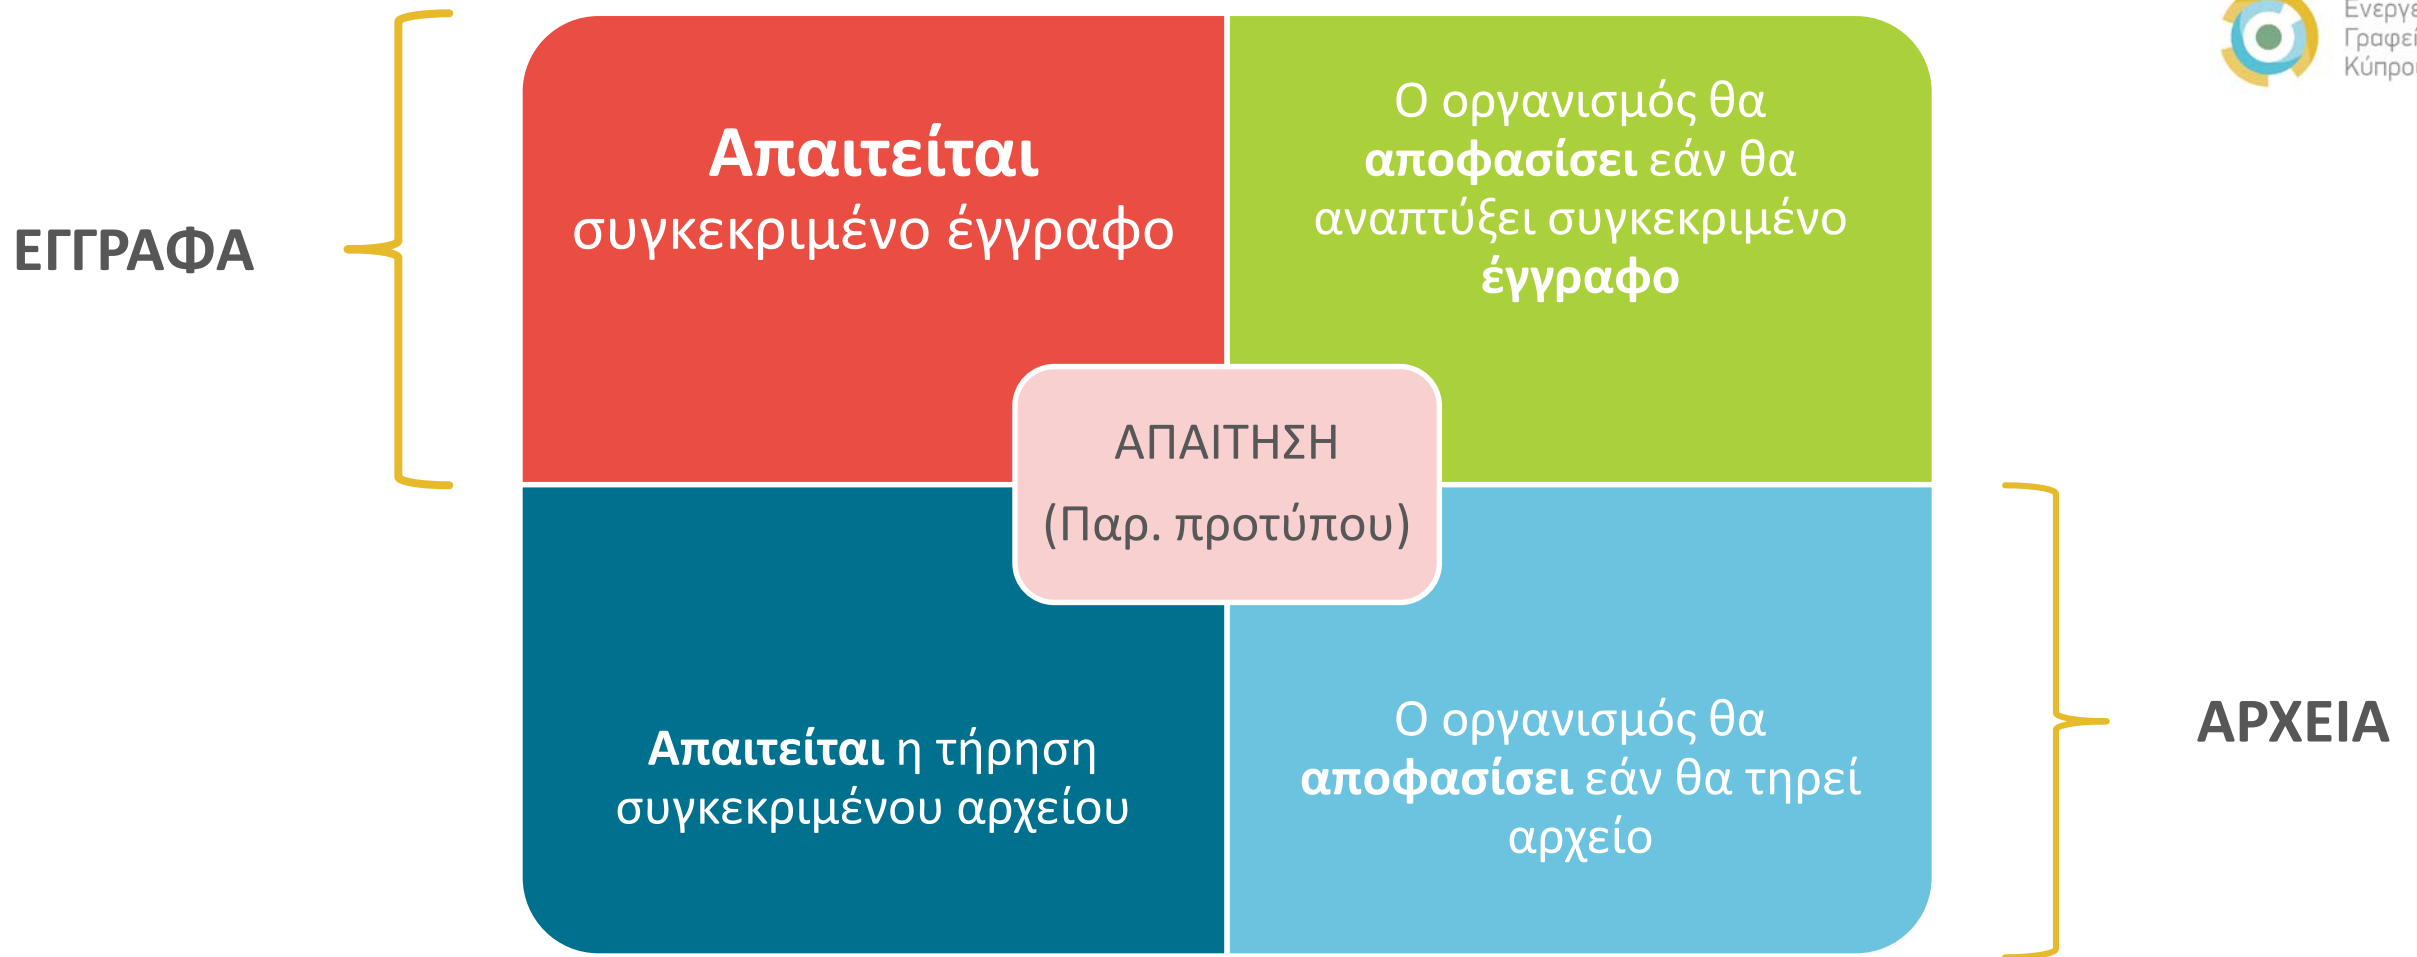 ΕΓΓΡΑΦΑ
Απαιτείται
συγκεκριμένο έγγραφο
Ο οργανισμός θα
αποφασίσει εάν θα
αναπτύξει συγκεκριμένο
έγγραφο
ΑΠΑΙΤΗΣΗ
(Παρ. προτύπου)
Απαιτείται η τήρηση
συγκεκριμένου αρχείου
Ο οργανισμός θα
αποφασίσει εάν θα τηρεί
αρχείο
ΑΡΧΕΙΑ